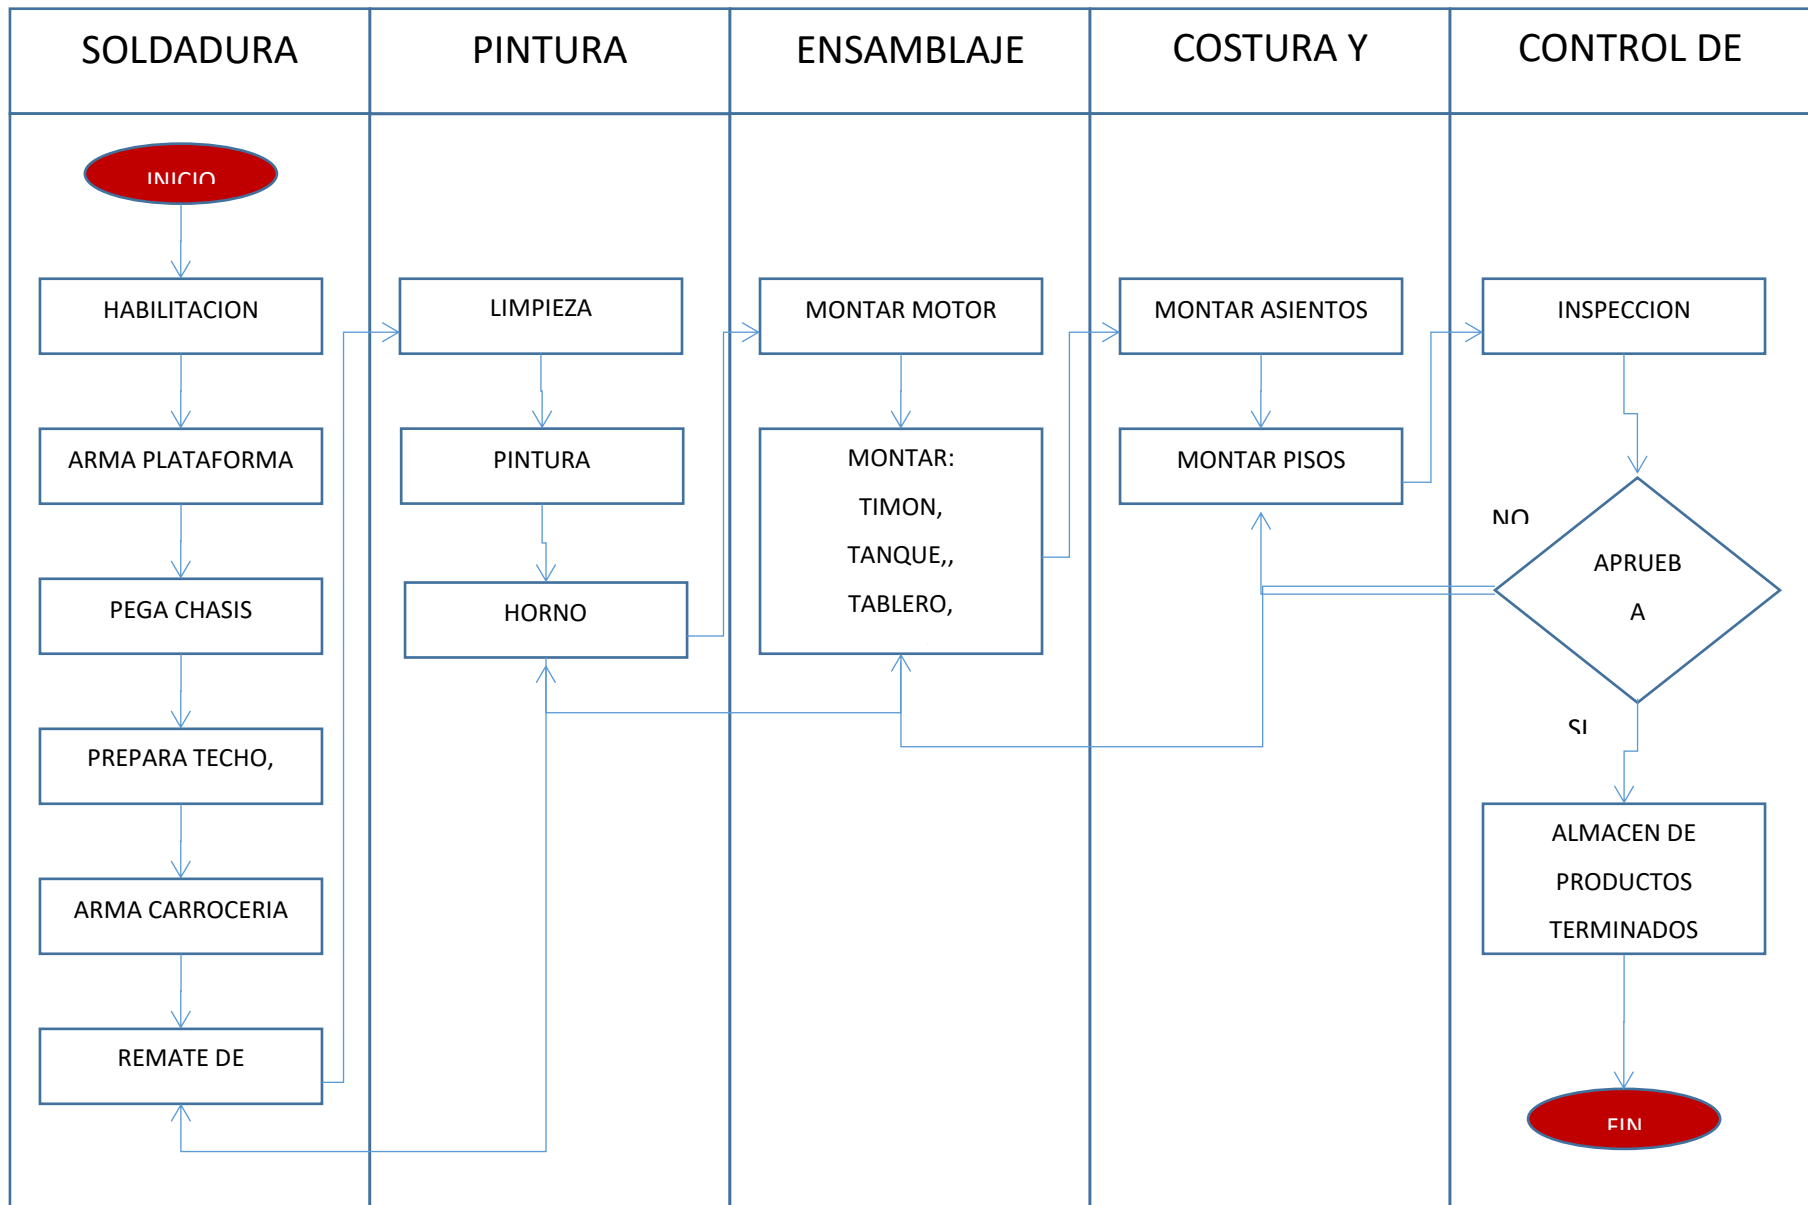 SOLDADURA
PINTURA
ENSAMBLAJE
COSTURA Y
CONTROL DE
INICIO
HABILITACION
ARMA PLATAFORMA
PEGA CHASIS
PREPARA TECHO,
ARMA CARROCERIA
REMATE DE
LIMPIEZA
PINTURA
HORNO
MONTAR MOTOR
MONTAR:
TIMON,
TANQUE,,
TABLERO,
MONTAR ASIENTOS
MONTAR PISOS
INSPECCION
NO
APRUEB
A
SI
ALMACEN DE
PRODUCTOS
TERMINADOS
FIN